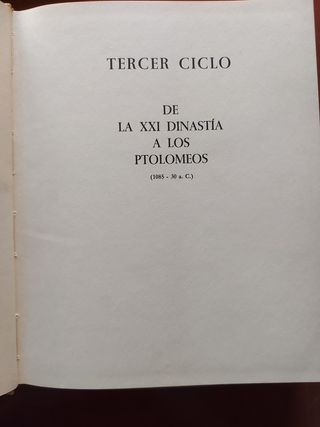 TERCER CICLO
DE
LA XXI DINASTÍA
A LOS
PTOLOMEOS
(1085 - 30 a. C.)